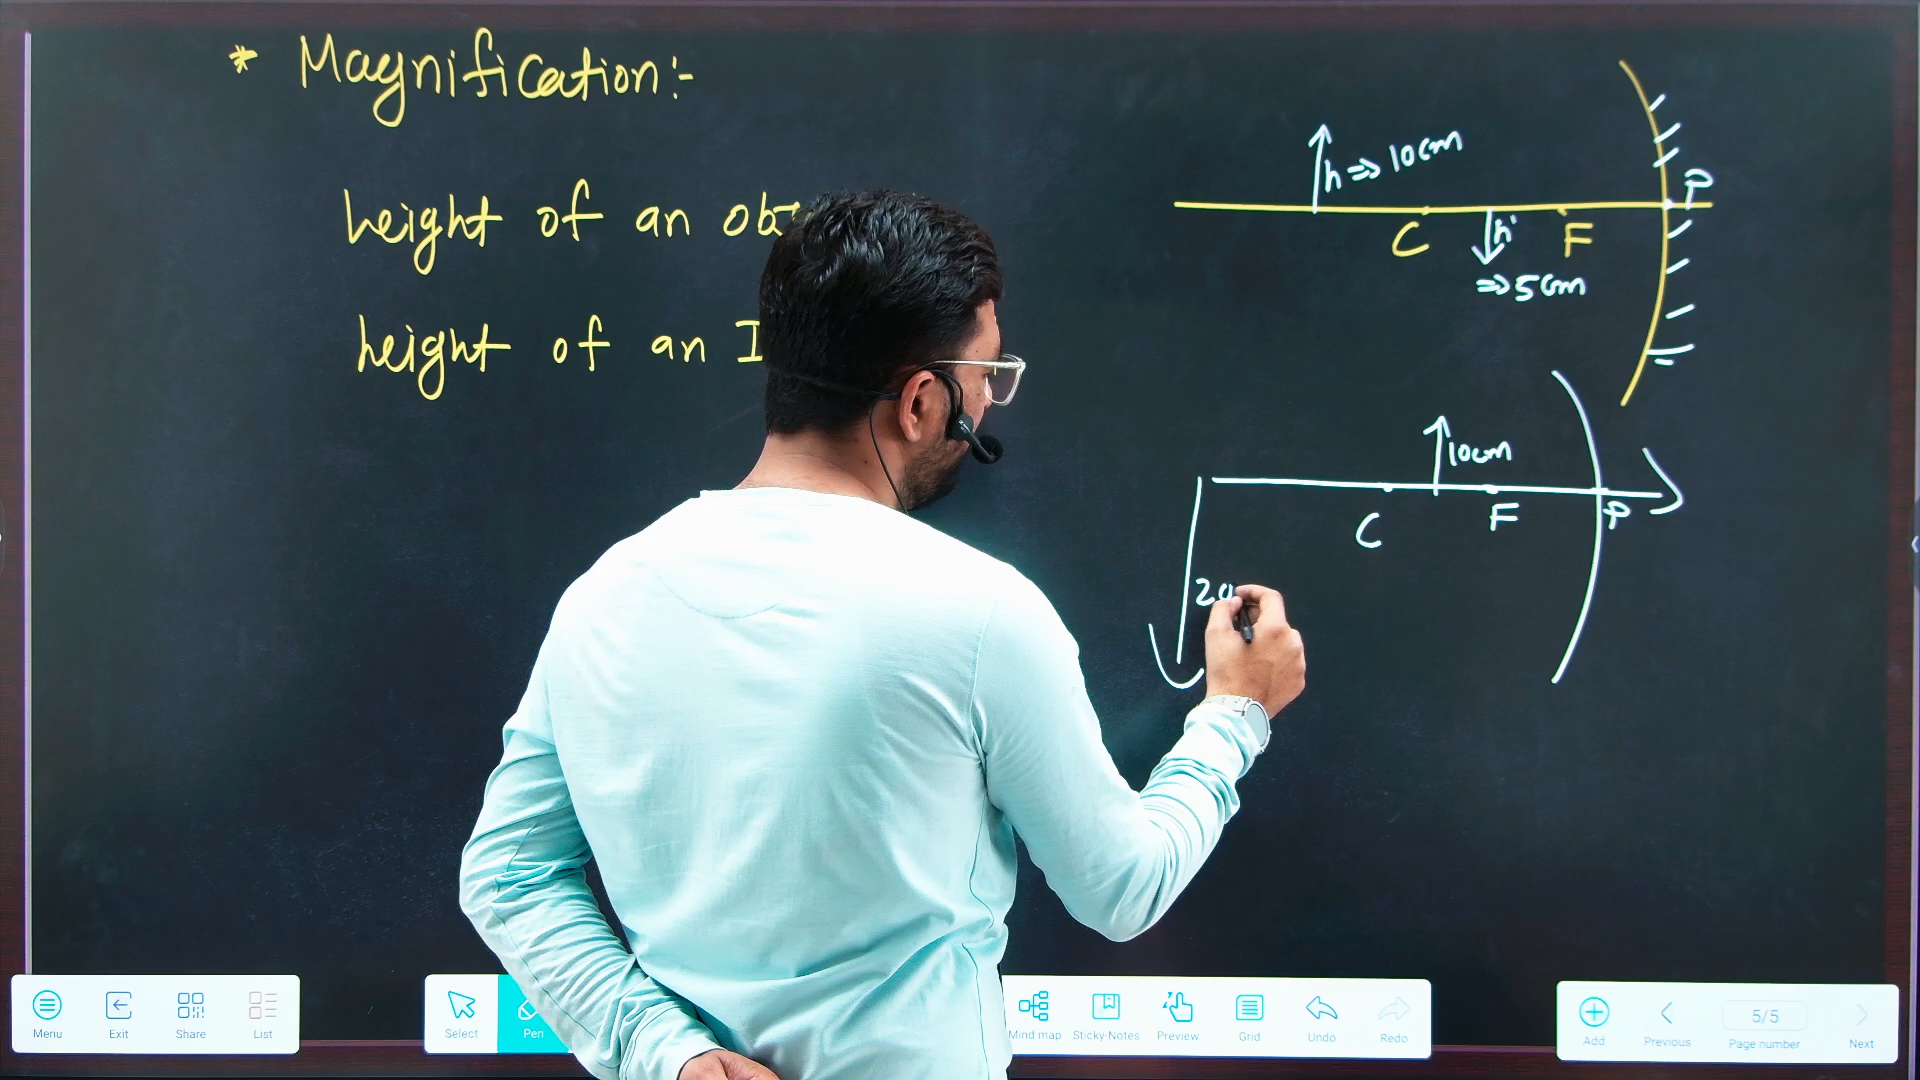 * Magnification:-
height of an
height of an I
h ⇒ 10cm
P
C
h'
F
⇒ 5cm
10cm
C
F
P
Menu
Exit
Share
List
Select
Pen
Mind map
Sticky-Notes
Preview
Grid
Undo
Redo
Add
Previous
5/5
Page number
Next